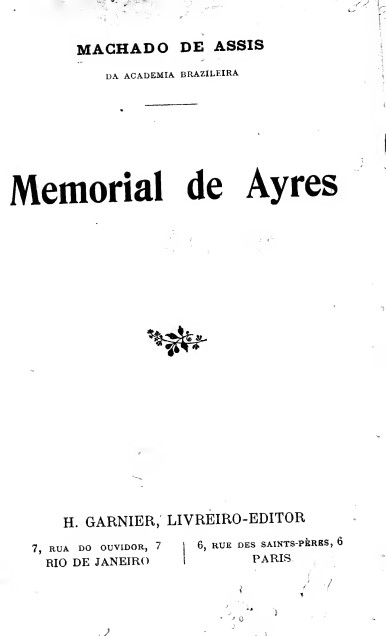 MACHADO DE ASSIS
DA ACADEMIA BRAZILEIRA
Memorial de Ayres
H. GARNIER, LIVREIRO-EDITOR
7, RUA DO OUVIDOR, 7
RIO DE JANEIRO
6, RUE DES SAINTS-PÈRES, 6
PARIS